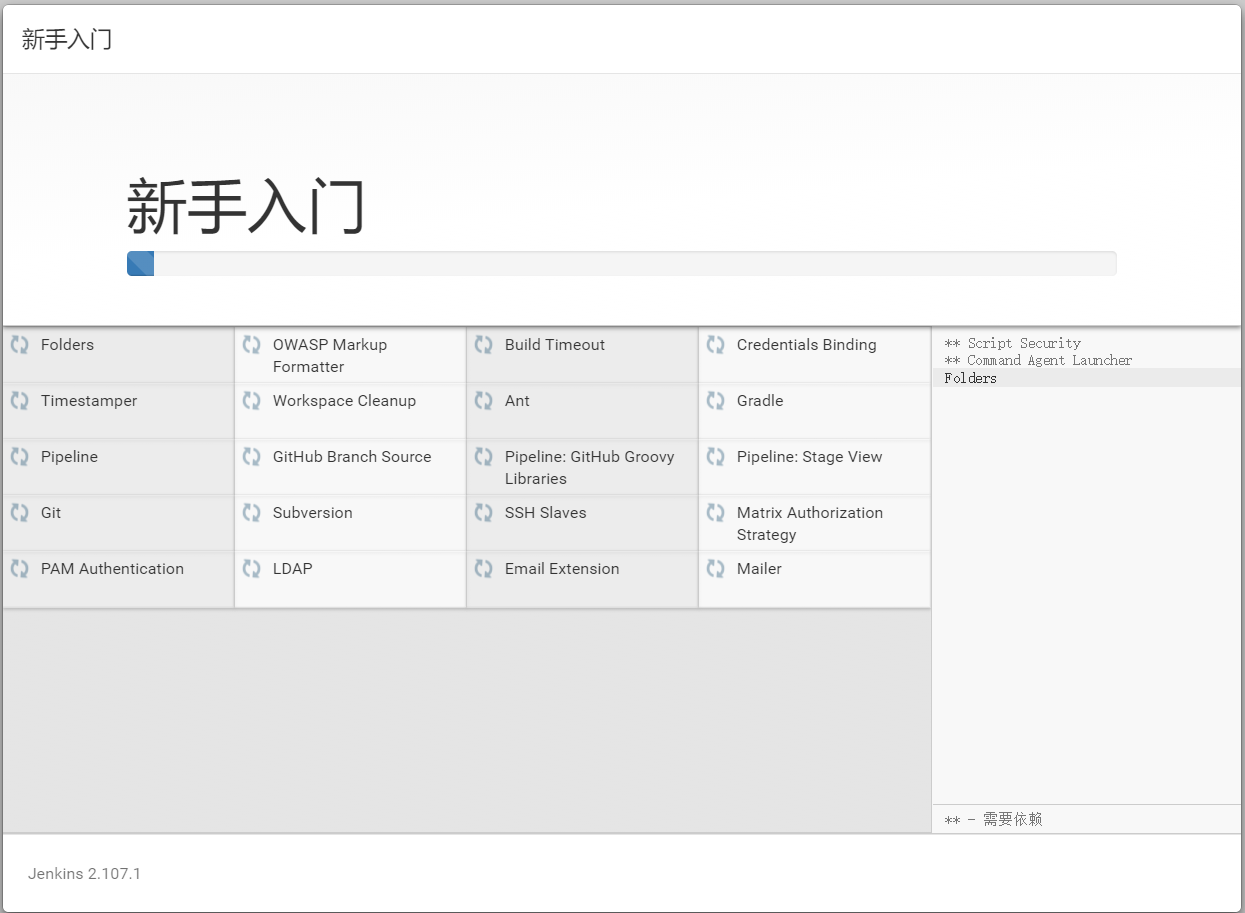 新手入门
新手入门
Folders
OWASP Markup
Formatter
Build Timeout
Credentials Binding
Timestamper
Workspace Cleanup
Ant
Gradle
Pipeline
GitHub Branch Source
Pipeline: GitHub Groovy
Libraries
Pipeline: Stage View
Git
Subversion
SSH Slaves
Matrix Authorization
Strategy
PAM Authentication
LDAP
Email Extension
Mailer
** Script Security
** Command Agent Launcher
Folders
** - 需要依赖
Jenkins 2.107.1